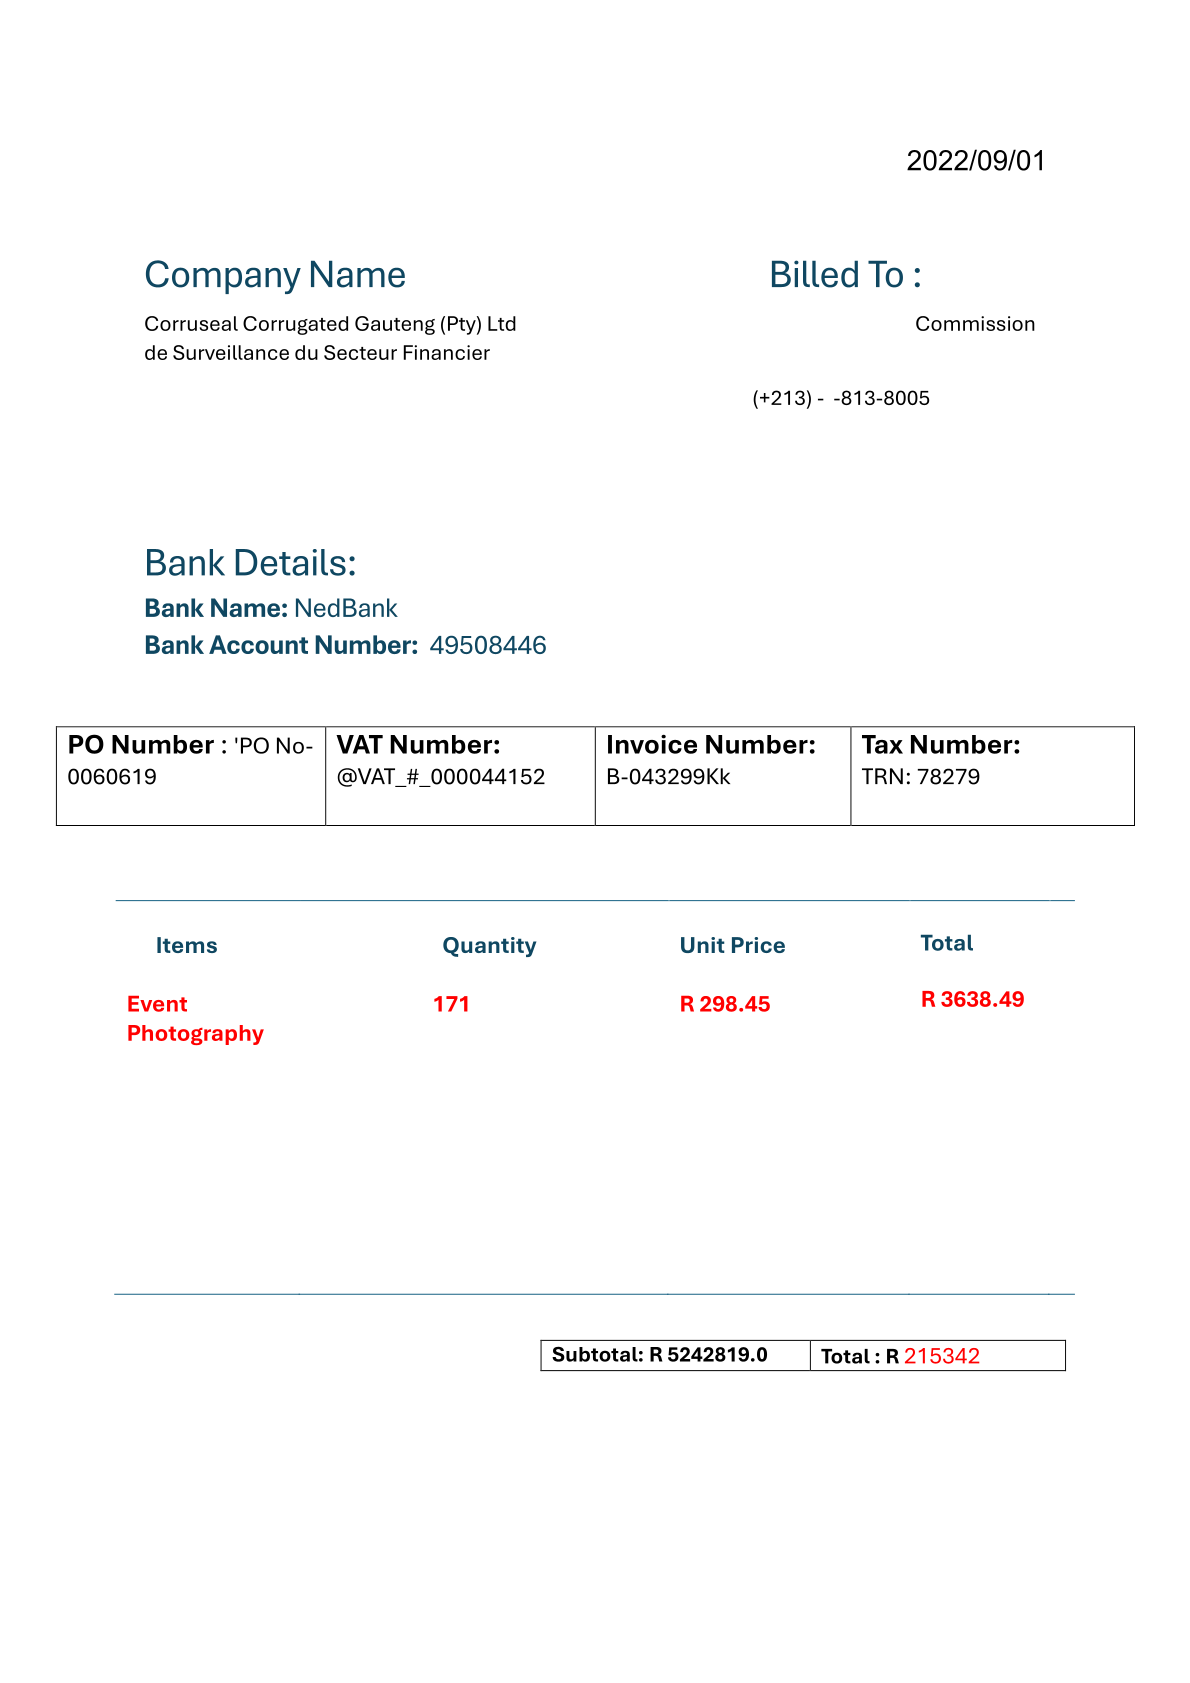 2022/09/01
Company Name Billed To :
Corruseal Corrugated Gauteng (Pty) Ltd Commission
de Surveillance du Secteur Financier
(+213) - -813-8005
Bank Details:
Bank Name: NedBank
Bank Account Number: 49508446
PO Number : 'PO No- VAT Number: Invoice Number: Tax Number:
0060619 @VAT_#_000044152 B-043299Kk TRN: 78279
Items Quantity Unit Price Total
Event 171 R 298.45 R 3638.49
Photography
Subtotal: R 5242819.0 Total : R 215342